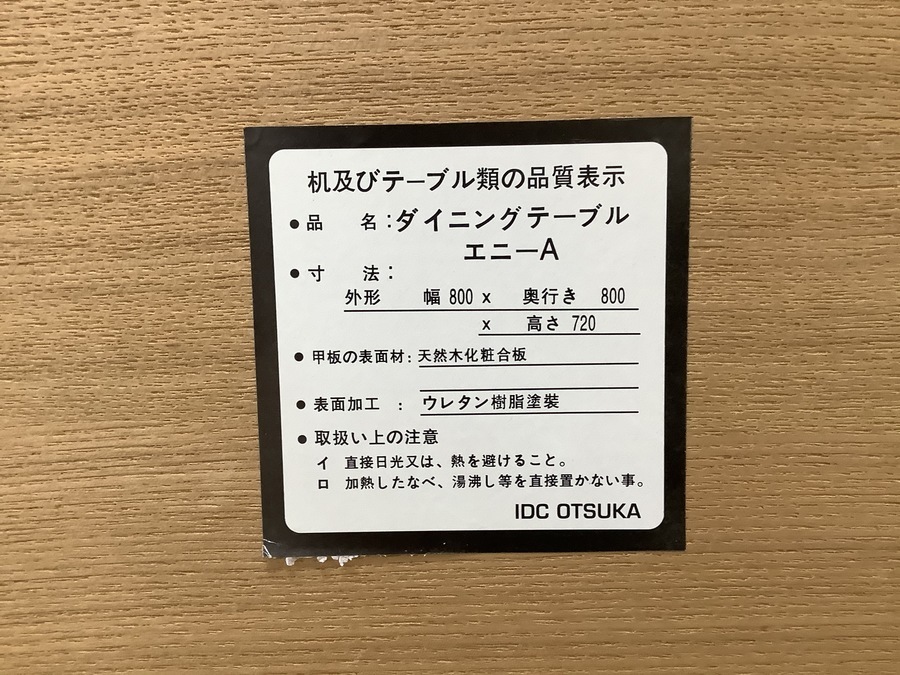 机及びテーブル類の品質表示
●品　名：ダイニングテーブル
エニーA
●寸　法：
外形　幅 800 x 奥行き 800
x 高さ 720
●甲板の表面材：天然木化粧合板
●表面加工：ウレタン樹脂塗装
●取扱い上の注意
イ 直接日光又は、熱を避けること。
ロ 加熱したなべ、湯沸し等を直接置かない事。
IDC OTSUKA